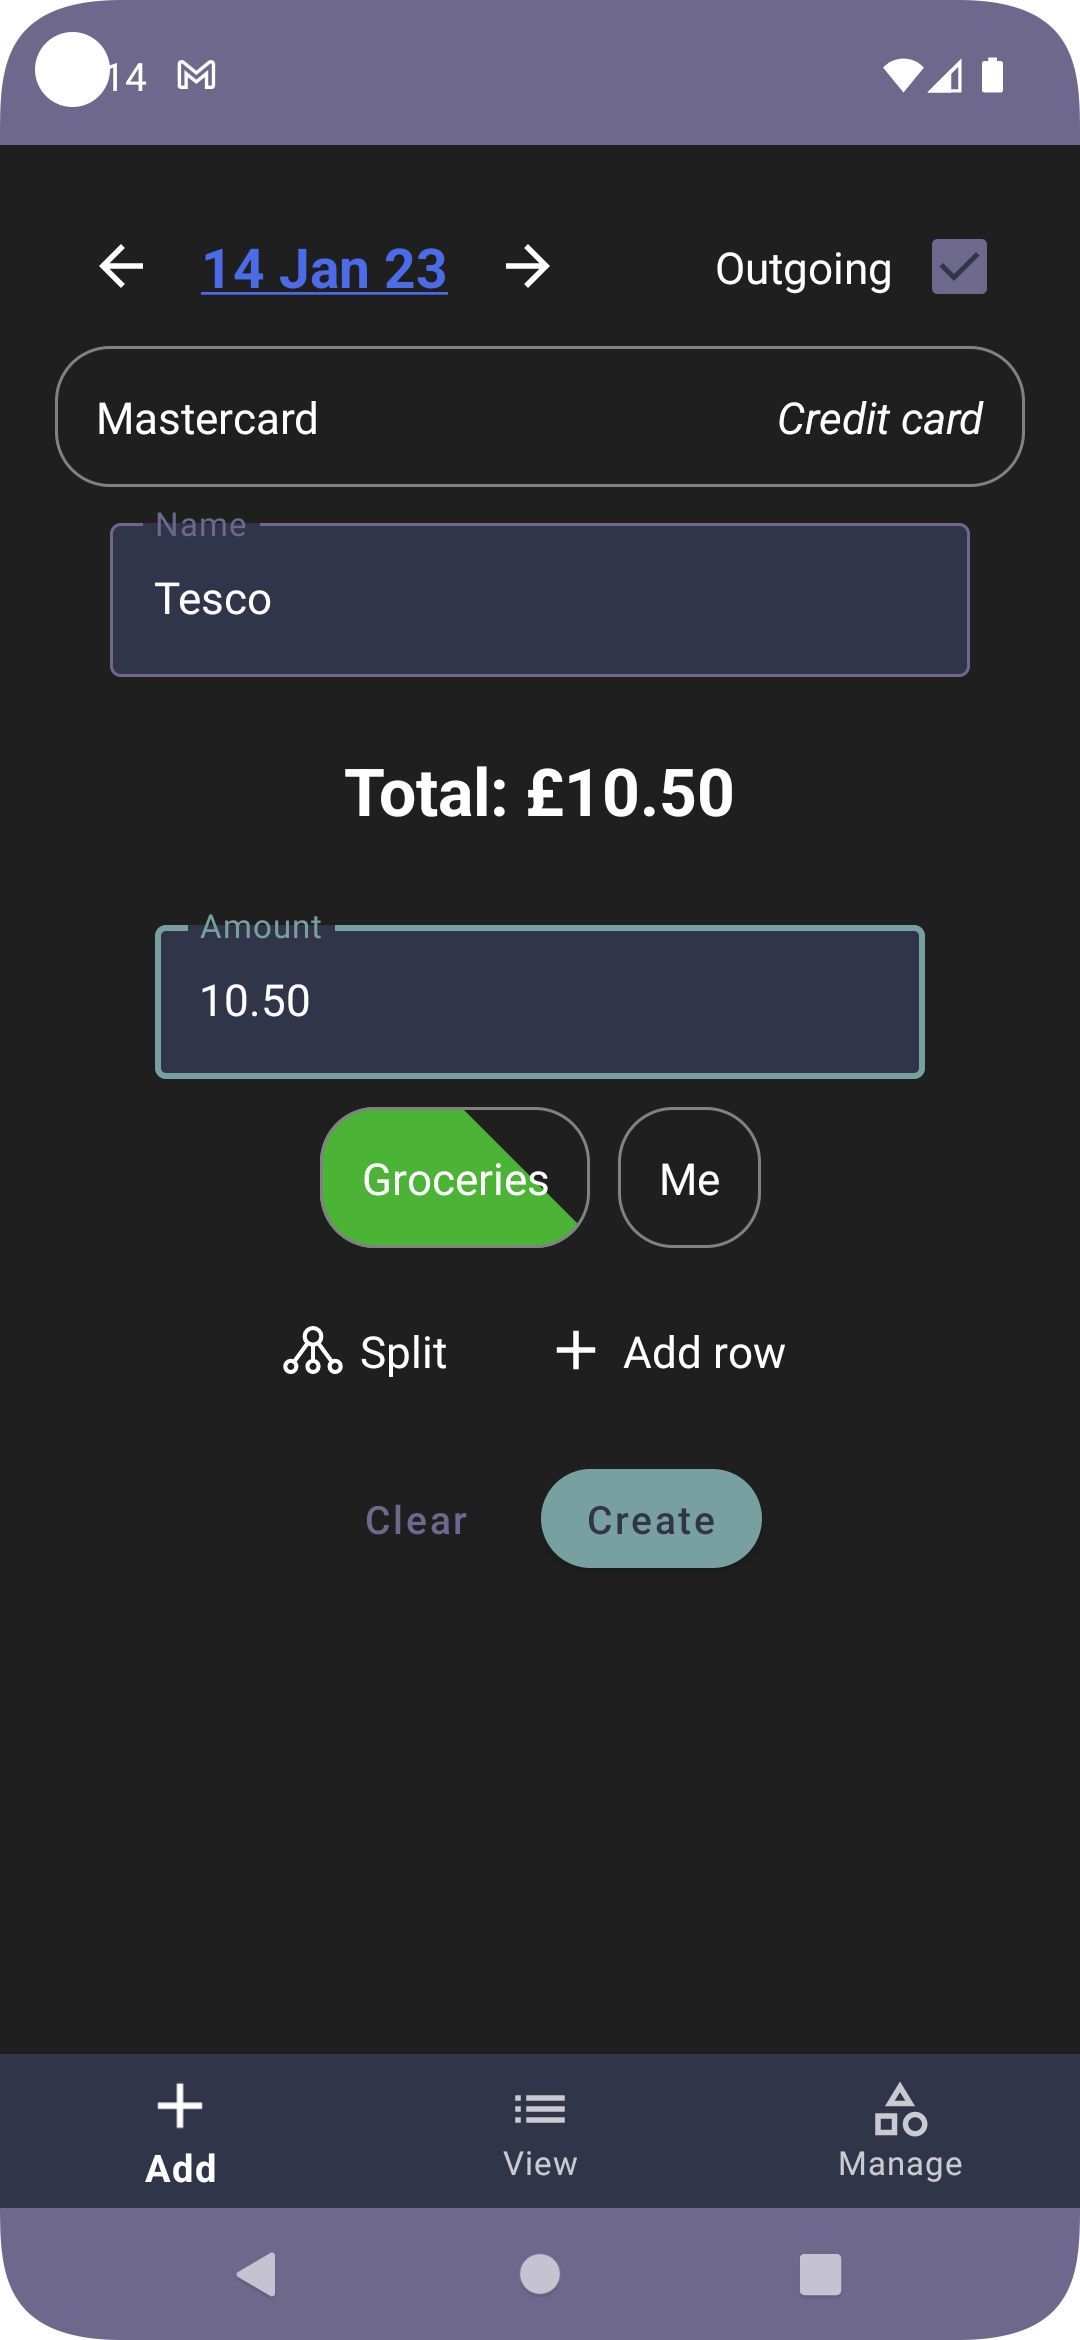 14
14 Jan 23 Outgoing
Mastercard Credit card
Name
Tesco
Total: £10.50
Amount
10.50
Groceries Me
Split Add row
Clear Create
Add View Manage